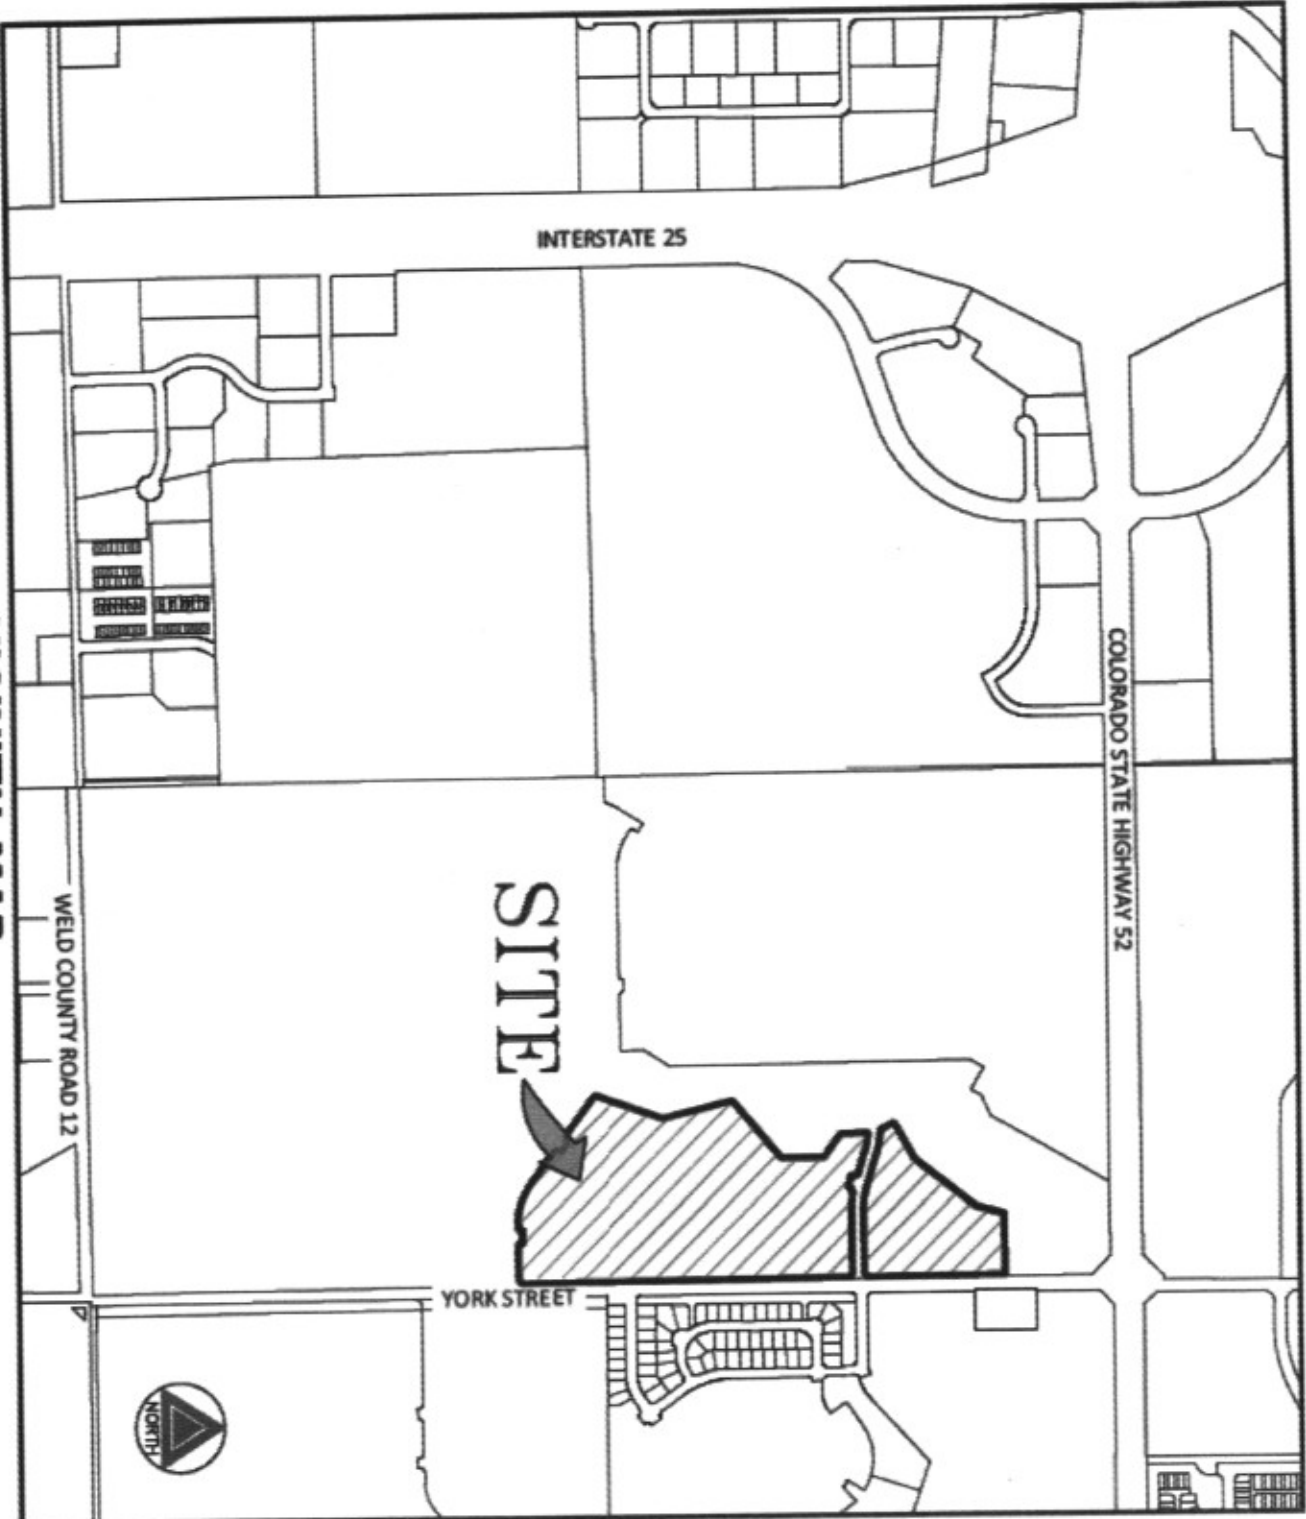 INTERSTATE 25
COLORADO STATE HIGHWAY 52
SITE
WELD COUNTY ROAD 12
YORK STREET
NORTH